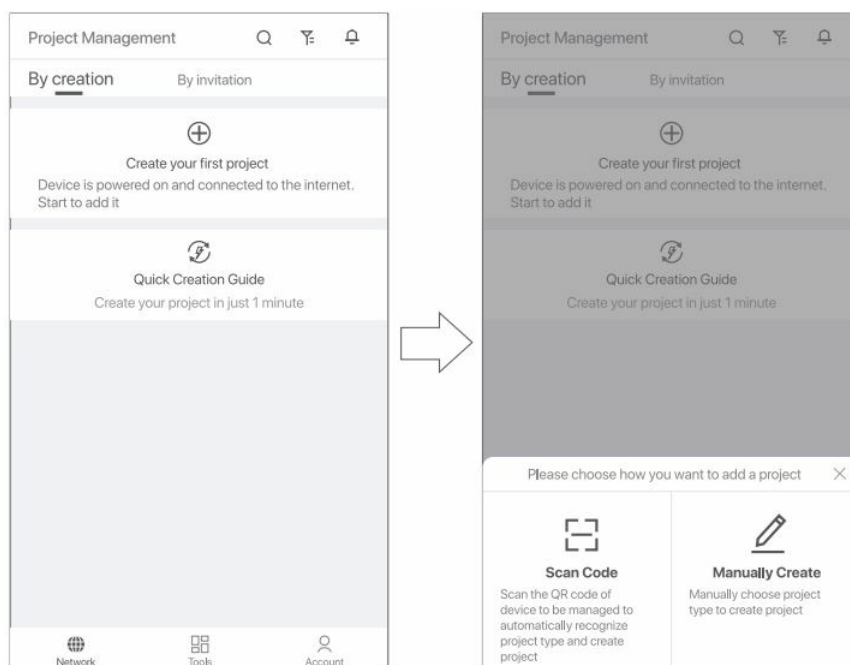 Project Management
By creation
By invitation
Create your first project
Device is powered on and connected to the internet.
Start to add it
Quick Creation Guide
Create your project in just 1 minute
Network
Tools
Account
Project Management
By creation
By invitation
Create your first project
Device is powered on and connected to the internet.
Start to add it
Quick Creation Guide
Create your project in just 1 minute
Please choose how you want to add a project
Scan Code
Scan the QR code of
device to be managed to
automatically recognize
project type and create
project
Manually Create
Manually choose project
type to create project